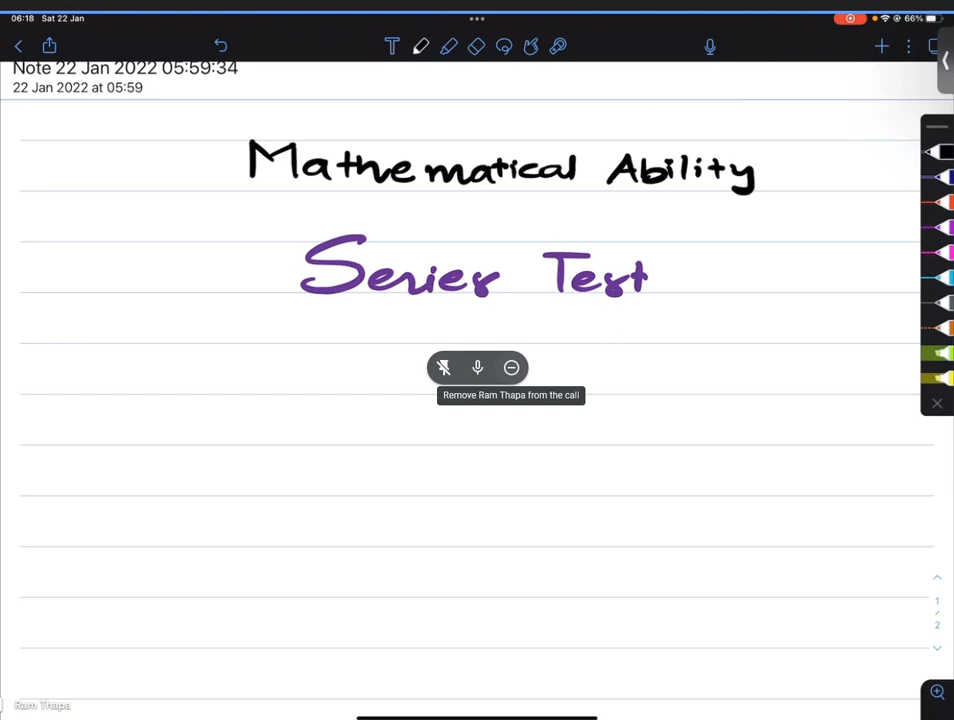 06:18 Sat 22 Jan
66%
Note 22 Jan 2022 05:59:34
22 Jan 2022 at 05:59
Mathematical Ability
Series Test
Remove Ram Thapa from the call
1
/
2
Ram Thapa